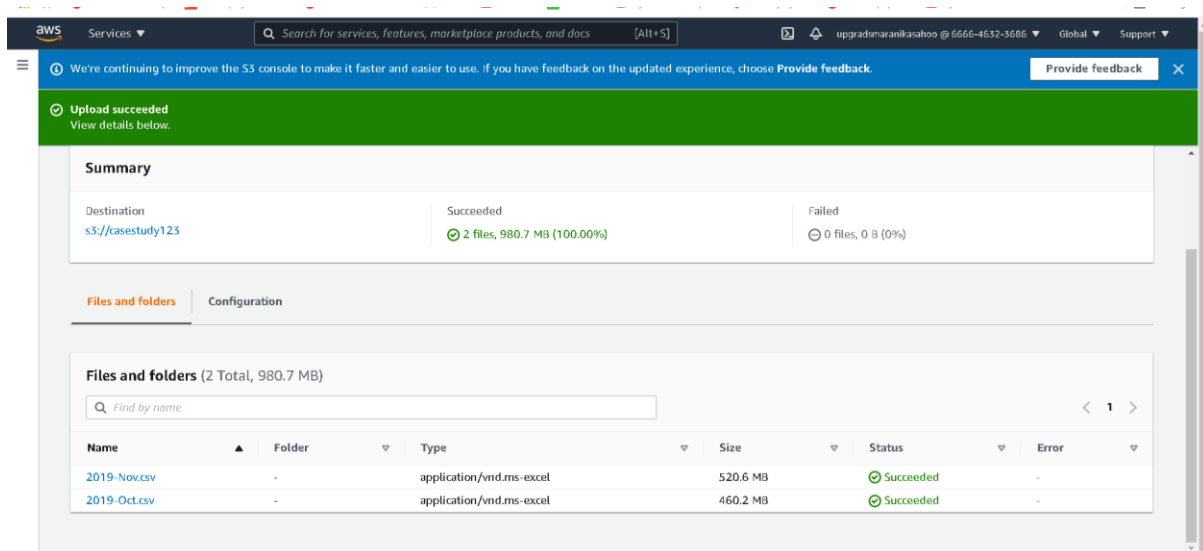 aws Services ▼ Search for services, features, marketplace products, and docs [Alt+S] upgradsmaranikasahoo @ 6666-4632-3686 ▼ Global ▼ Support ▼
We're continuing to improve the S3 console to make it faster and easier to use. If you have feedback on the updated experience, choose Provide feedback. Provide feedback
Upload succeeded
View details below.
Summary
Destination Succeeded Failed
s3://casestudy123 2 files, 980.7 MB (100.00%) 0 files, 0 B (0%)
Files and folders Configuration
Files and folders (2 Total, 980.7 MB)
Find by name 1
Name Folder Type Size Status Error
2019-Nov.csv - application/vnd.ms-excel 520.6 MB Succeeded -
2019-Oct.csv - application/vnd.ms-excel 460.2 MB Succeeded -